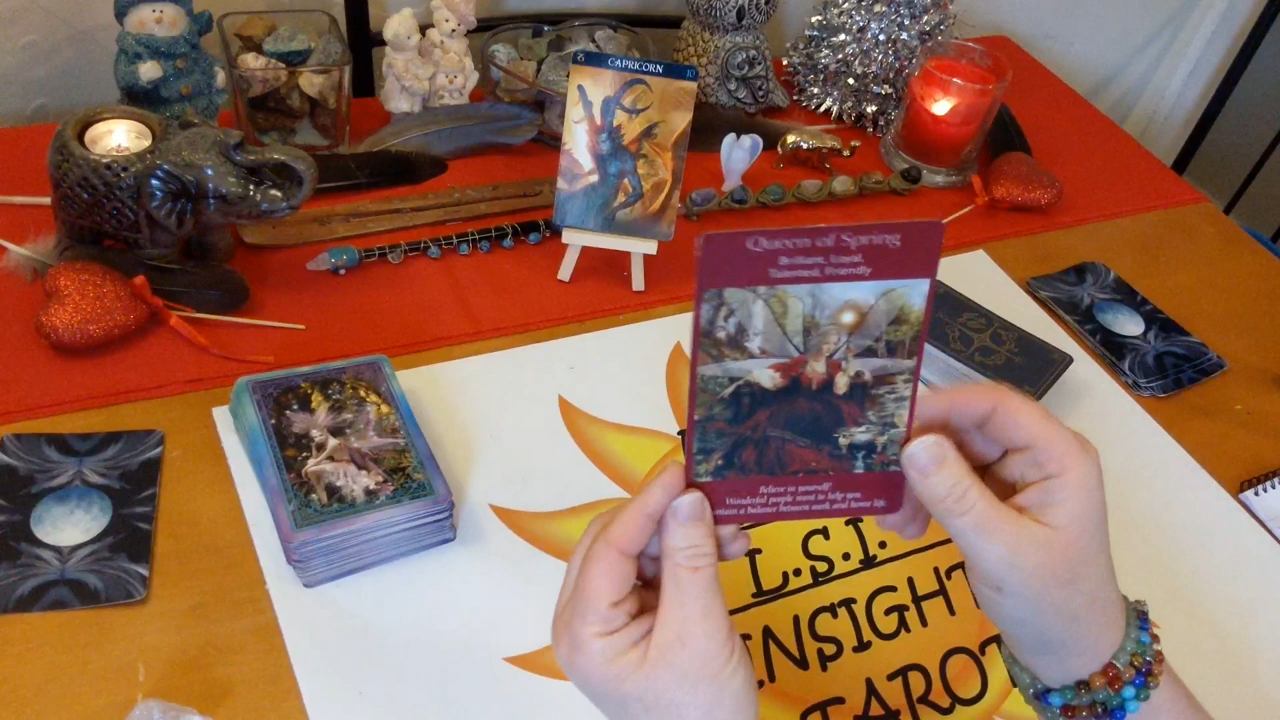 CAPRICORN 10
Queen of Spring
Brilliant, Loyal,
Talented, Friendly
Believe in yourself!
Wonderful people want to help you.
maintain a balance between work and home life.
L.S.I.
INSIGHT
TAROT